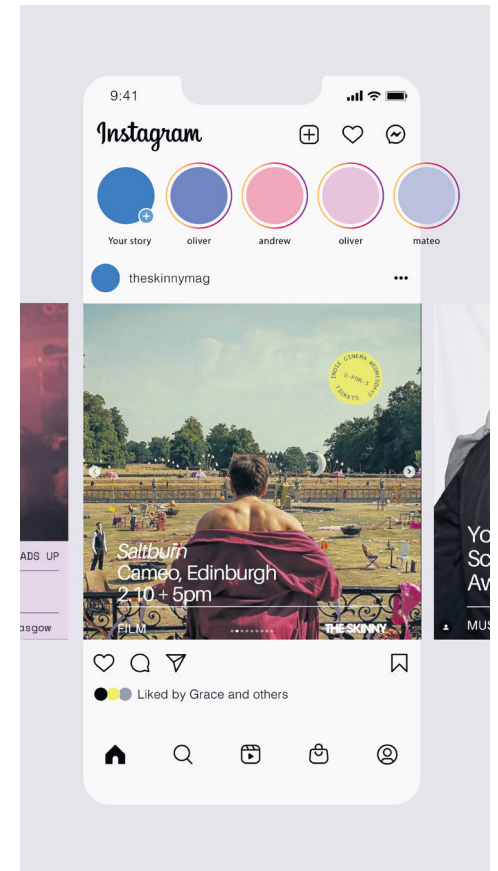 9:41
Instagram
Your story
oliver
andrew
oliver
mateo
theskinnymag
INDIE CINEMA WEDNESDAYS
2-FOR-1
TICKETS
Saltburn
Cameo, Edinburgh
2.10 + 5pm
FILM
THE SKINNY
ADS UP
asgow
Yo
Sc
Av
MUS
Liked by Grace and others